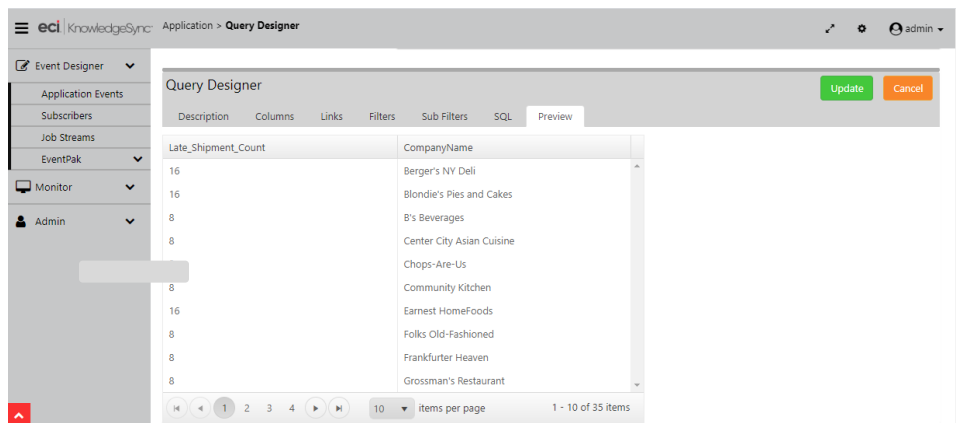 eci KnowledgeSync Application > Query Designer admin
Event Designer
Application Events
Subscribers
Job Streams
EventPak
Monitor
Admin
Query Designer Update Cancel
Description Columns Links Filters Sub Filters SQL Preview
Late_Shipment_Count CompanyName
16 Berger's NY Deli
16 Blondie's Pies and Cakes
8 B's Beverages
8 Center City Asian Cuisine
Chops-Are-Us
8 Community Kitchen
16 Earnest HomeFoods
8 Folks Old-Fashioned
8 Frankfurter Heaven
8 Grossman's Restaurant
1 2 3 4 10 items per page 1 - 10 of 35 items